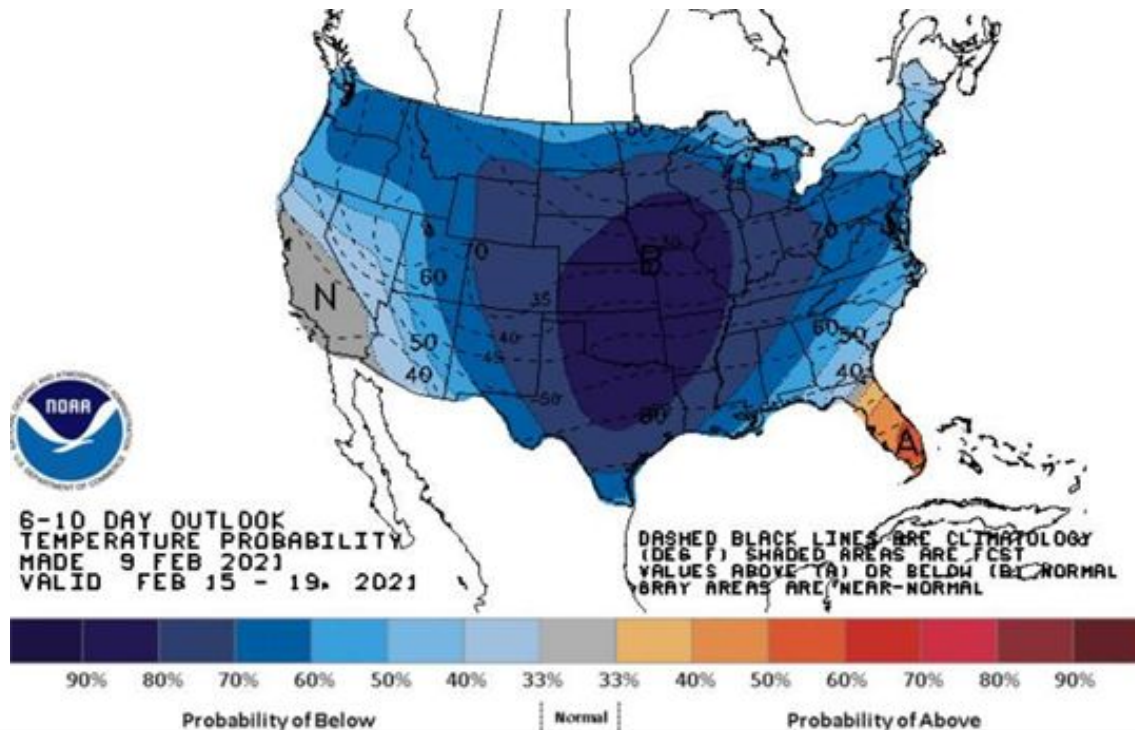 60
70
70
B
30
N
60
35
40
45
50
40
50
80
60
50
40
A
NOAA
6-10 DAY OUTLOOK
TEMPERATURE PROBABILITY
MADE 9 FEB 2021
VALID FEB 15 - 19, 2021
DASHED BLACK LINES ARE CLIMATOLOGY
(DEG F) SHADED AREAS ARE FCST
VALUES ABOVE (A) OR BELOW (B) NORMAL
GRAY AREAS ARE NEAR-NORMAL
90% 80% 70% 60% 50% 40% 33% 33% 40% 50% 60% 70% 80% 90%
Probability of Below Normal Probability of Above